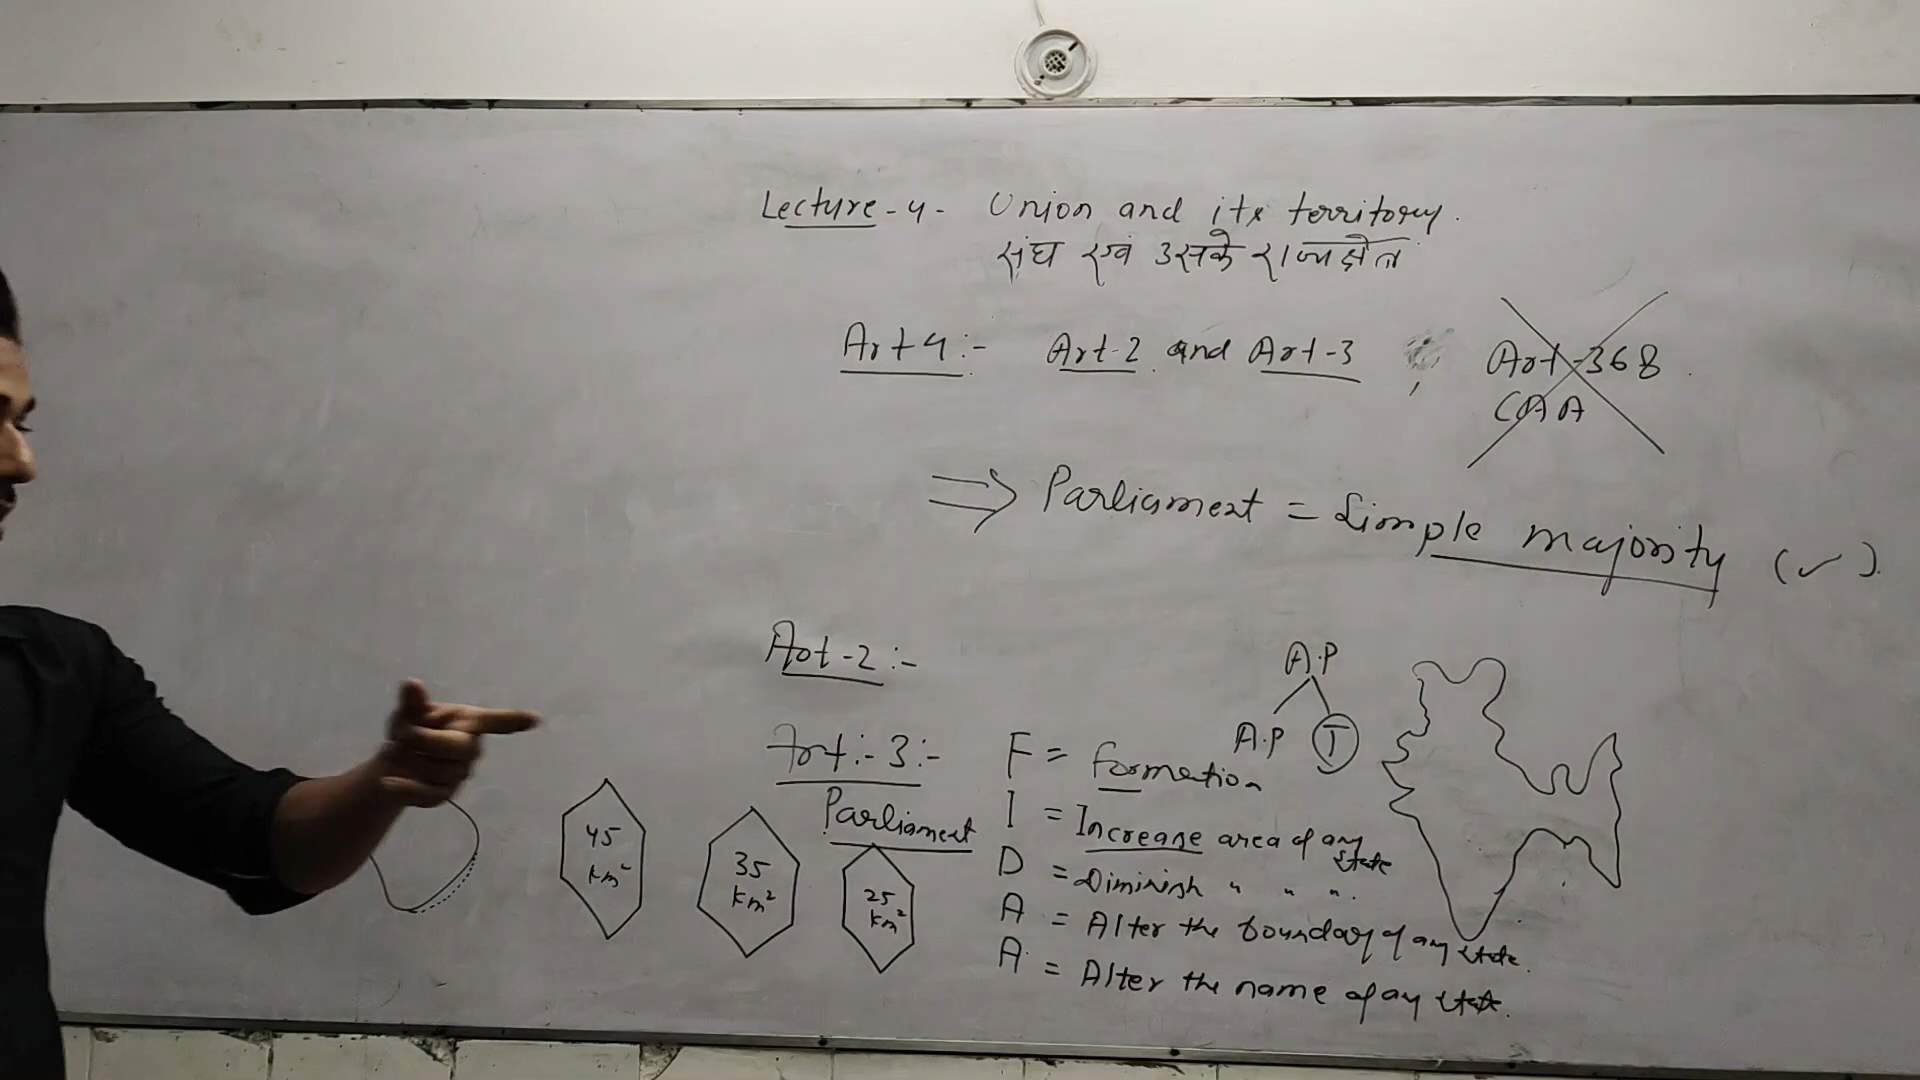 Lecture-4- Union and its territory.
संघ एवं उसके राज्यक्षेत्र
Art 4:- Art-2 and Art-3 , Art-368
CAA
⇒ Parliament = Simple majority (✓).
Art-2:-
A.P
A.P T
Art:-3:- F = formation
Parliament I = Increase area of any state
D = Diminish " " ".
A = Alter the boundary of any state.
A = Alter the name of any state.
45 km²
35 km²
25 km²